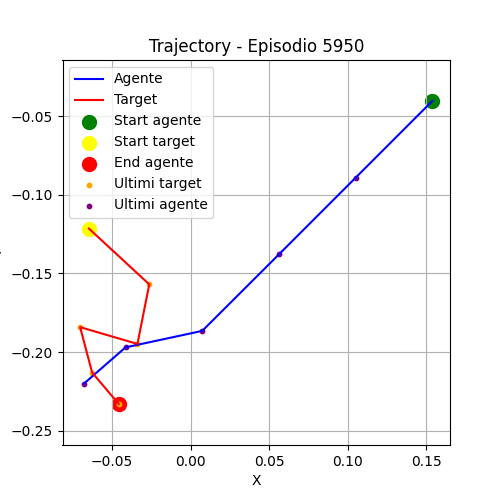 Trajectory - Episodio 5950
Agente
Target
Start agente
Start target
End agente
Ultimi target
Ultimi agente
−0.05
−0.10
−0.15
−0.20
−0.25
−0.05
0.00
0.05
0.10
0.15
X